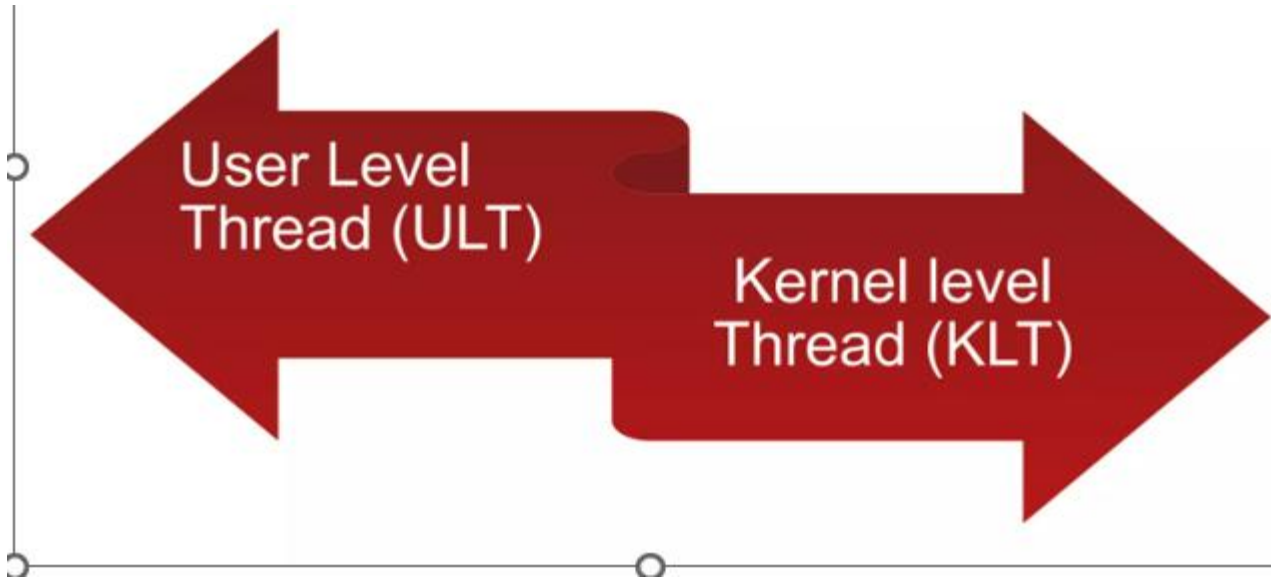 User Level
Thread (ULT)
Kernel level
Thread (KLT)